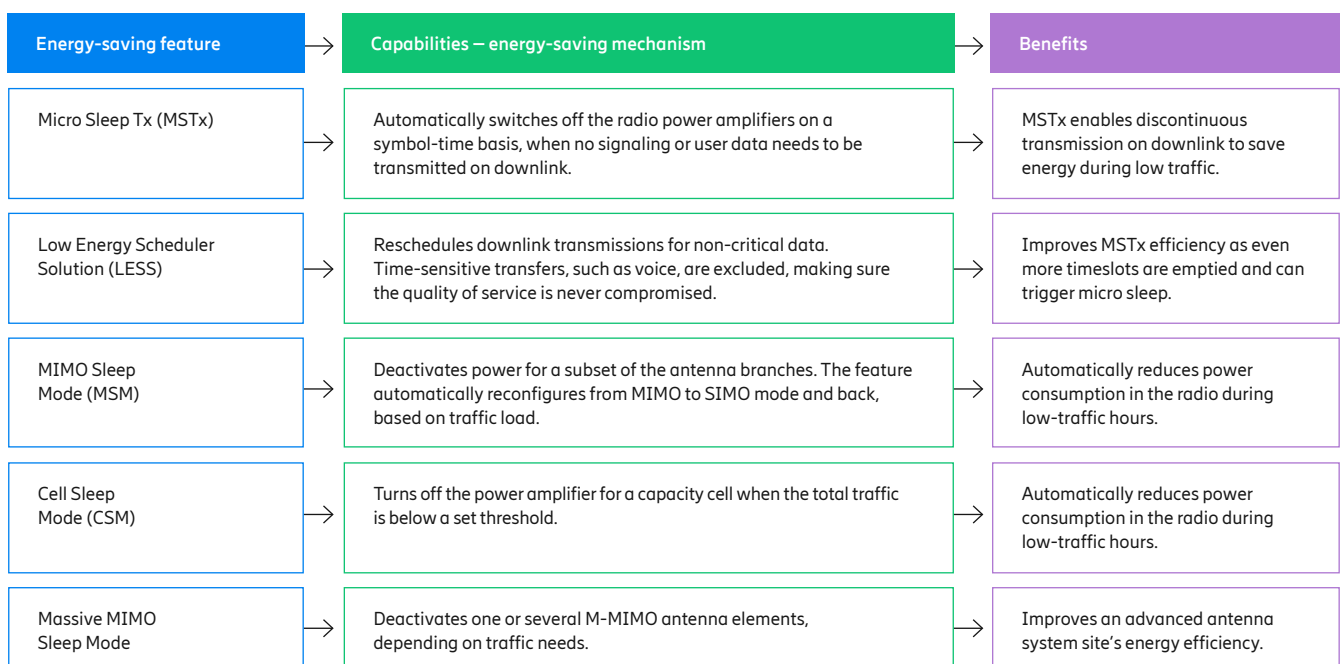 Energy-saving feature
Capabilities – energy-saving mechanism
Benefits
Micro Sleep Tx (MSTx)
Automatically switches off the radio power amplifiers on a
symbol-time basis, when no signaling or user data needs to be
transmitted on downlink.
MSTx enables discontinuous
transmission on downlink to save
energy during low traffic.
Low Energy Scheduler
Solution (LESS)
Reschedules downlink transmissions for non-critical data.
Time-sensitive transfers, such as voice, are excluded, making sure
the quality of service is never compromised.
Improves MSTx efficiency as even
more timeslots are emptied and can
trigger micro sleep.
MIMO Sleep
Mode (MSM)
Deactivates power for a subset of the antenna branches. The feature
automatically reconfigures from MIMO to SIMO mode and back,
based on traffic load.
Automatically reduces power
consumption in the radio during
low-traffic hours.
Cell Sleep
Mode (CSM)
Turns off the power amplifier for a capacity cell when the total traffic
is below a set threshold.
Automatically reduces power
consumption in the radio during
low-traffic hours.
Massive MIMO
Sleep Mode
Deactivates one or several M-MIMO antenna elements,
depending on traffic needs.
Improves an advanced antenna
system site’s energy efficiency.